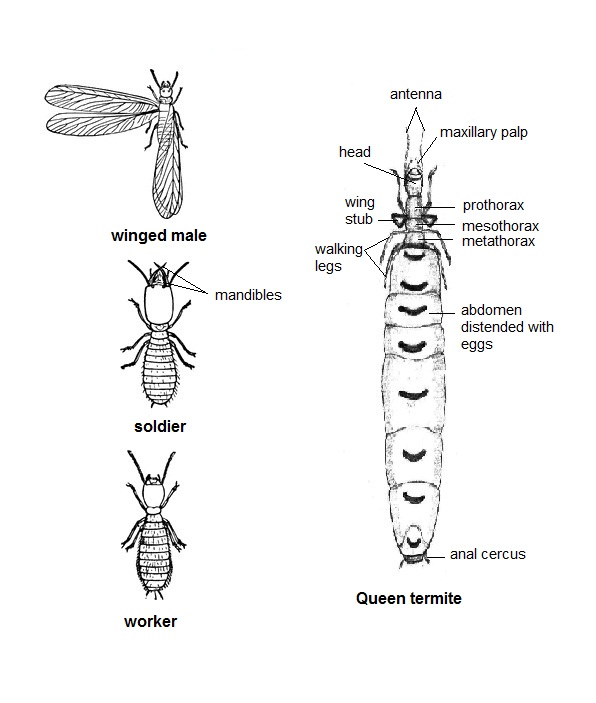 winged male
mandibles
soldier
worker
antenna
maxillary palp
head
prothorax
wing
stub
mesothorax
metathorax
walking
legs
abdomen
distended with
eggs
anal cercus
Queen termite